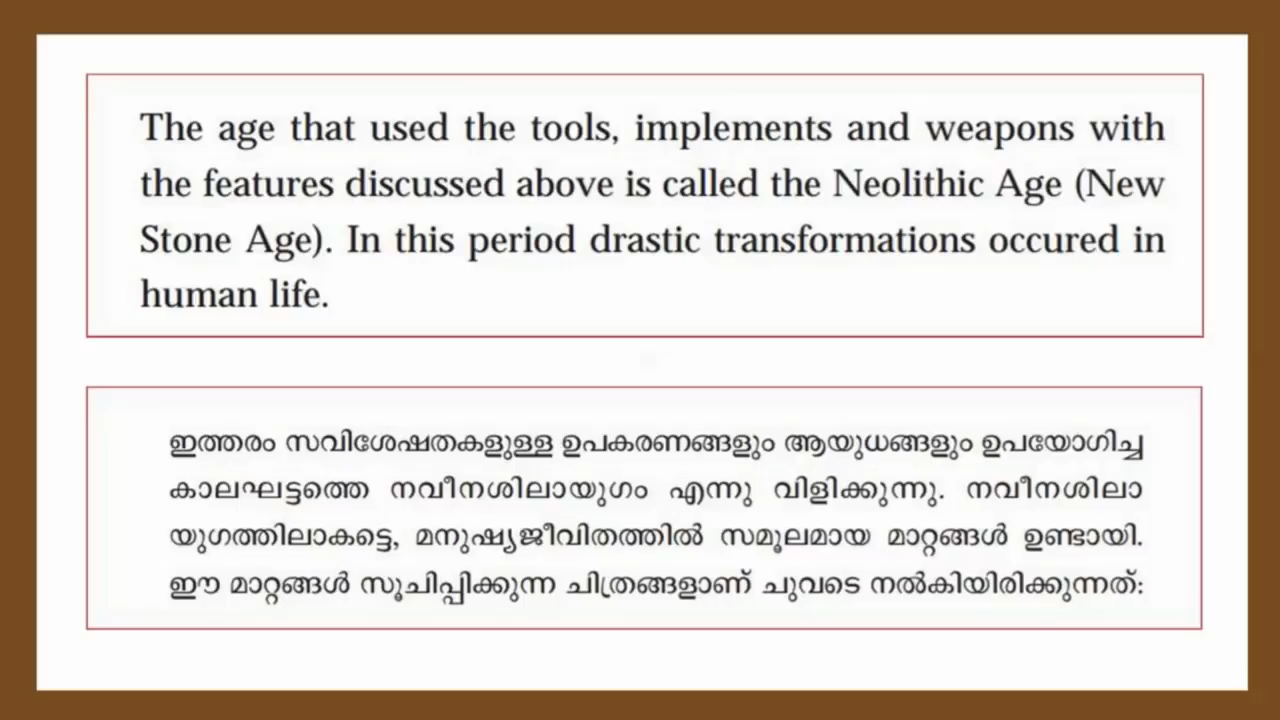 The age that used the tools, implements and weapons with
the features discussed above is called the Neolithic Age (New
Stone Age). In this period drastic transformations occured in
human life.
ഇത്തരം സവിശേഷതകളുള്ള ഉപകരണങ്ങളും ആയുധങ്ങളും ഉപയോഗിച്ച
കാലഘട്ടത്തെ നവീനശിലായുഗം എന്നു വിളിക്കുന്നു. നവീനശിലാ
യുഗത്തിലാകട്ടെ, മനുഷ്യജീവിതത്തിൽ സമൂലമായ മാറ്റങ്ങൾ ഉണ്ടായി.
ഈ മാറ്റങ്ങൾ സൂചിപ്പിക്കുന്ന ചിത്രങ്ങളാണ് ചുവടെ നൽകിയിരിക്കുന്നത്: